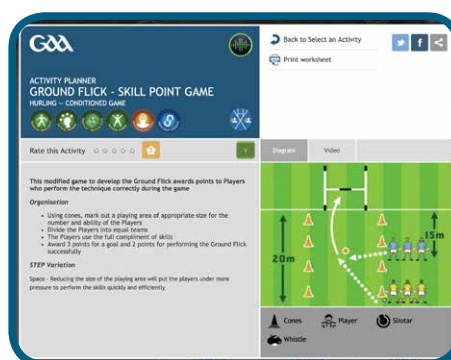 GAA
ACTIVITY PLANNER
GROUND FLICK - SKILL POINT GAME
HURLING – CONDITIONED GAME
Rate this Activity
Back to Select an Activity
Print worksheet
Diagram
Video
This modified game to develop the Ground Flick awards points to Players
who perform the technique correctly during the game
Organisation
• Using cones, mark out a playing area of appropriate size for the
number and ability of the Players
• Divide the Players into equal teams
• The Players use the full compliment of skills
• Award 3 points for a goal and 2 points for performing the Ground Flick
successfully
STEP Variation
Space - Reducing the size of the playing area will put the players under more
pressure to perform the skills quickly and efficiently
20m
15m
Cones
Player
Sliotar
Whistle